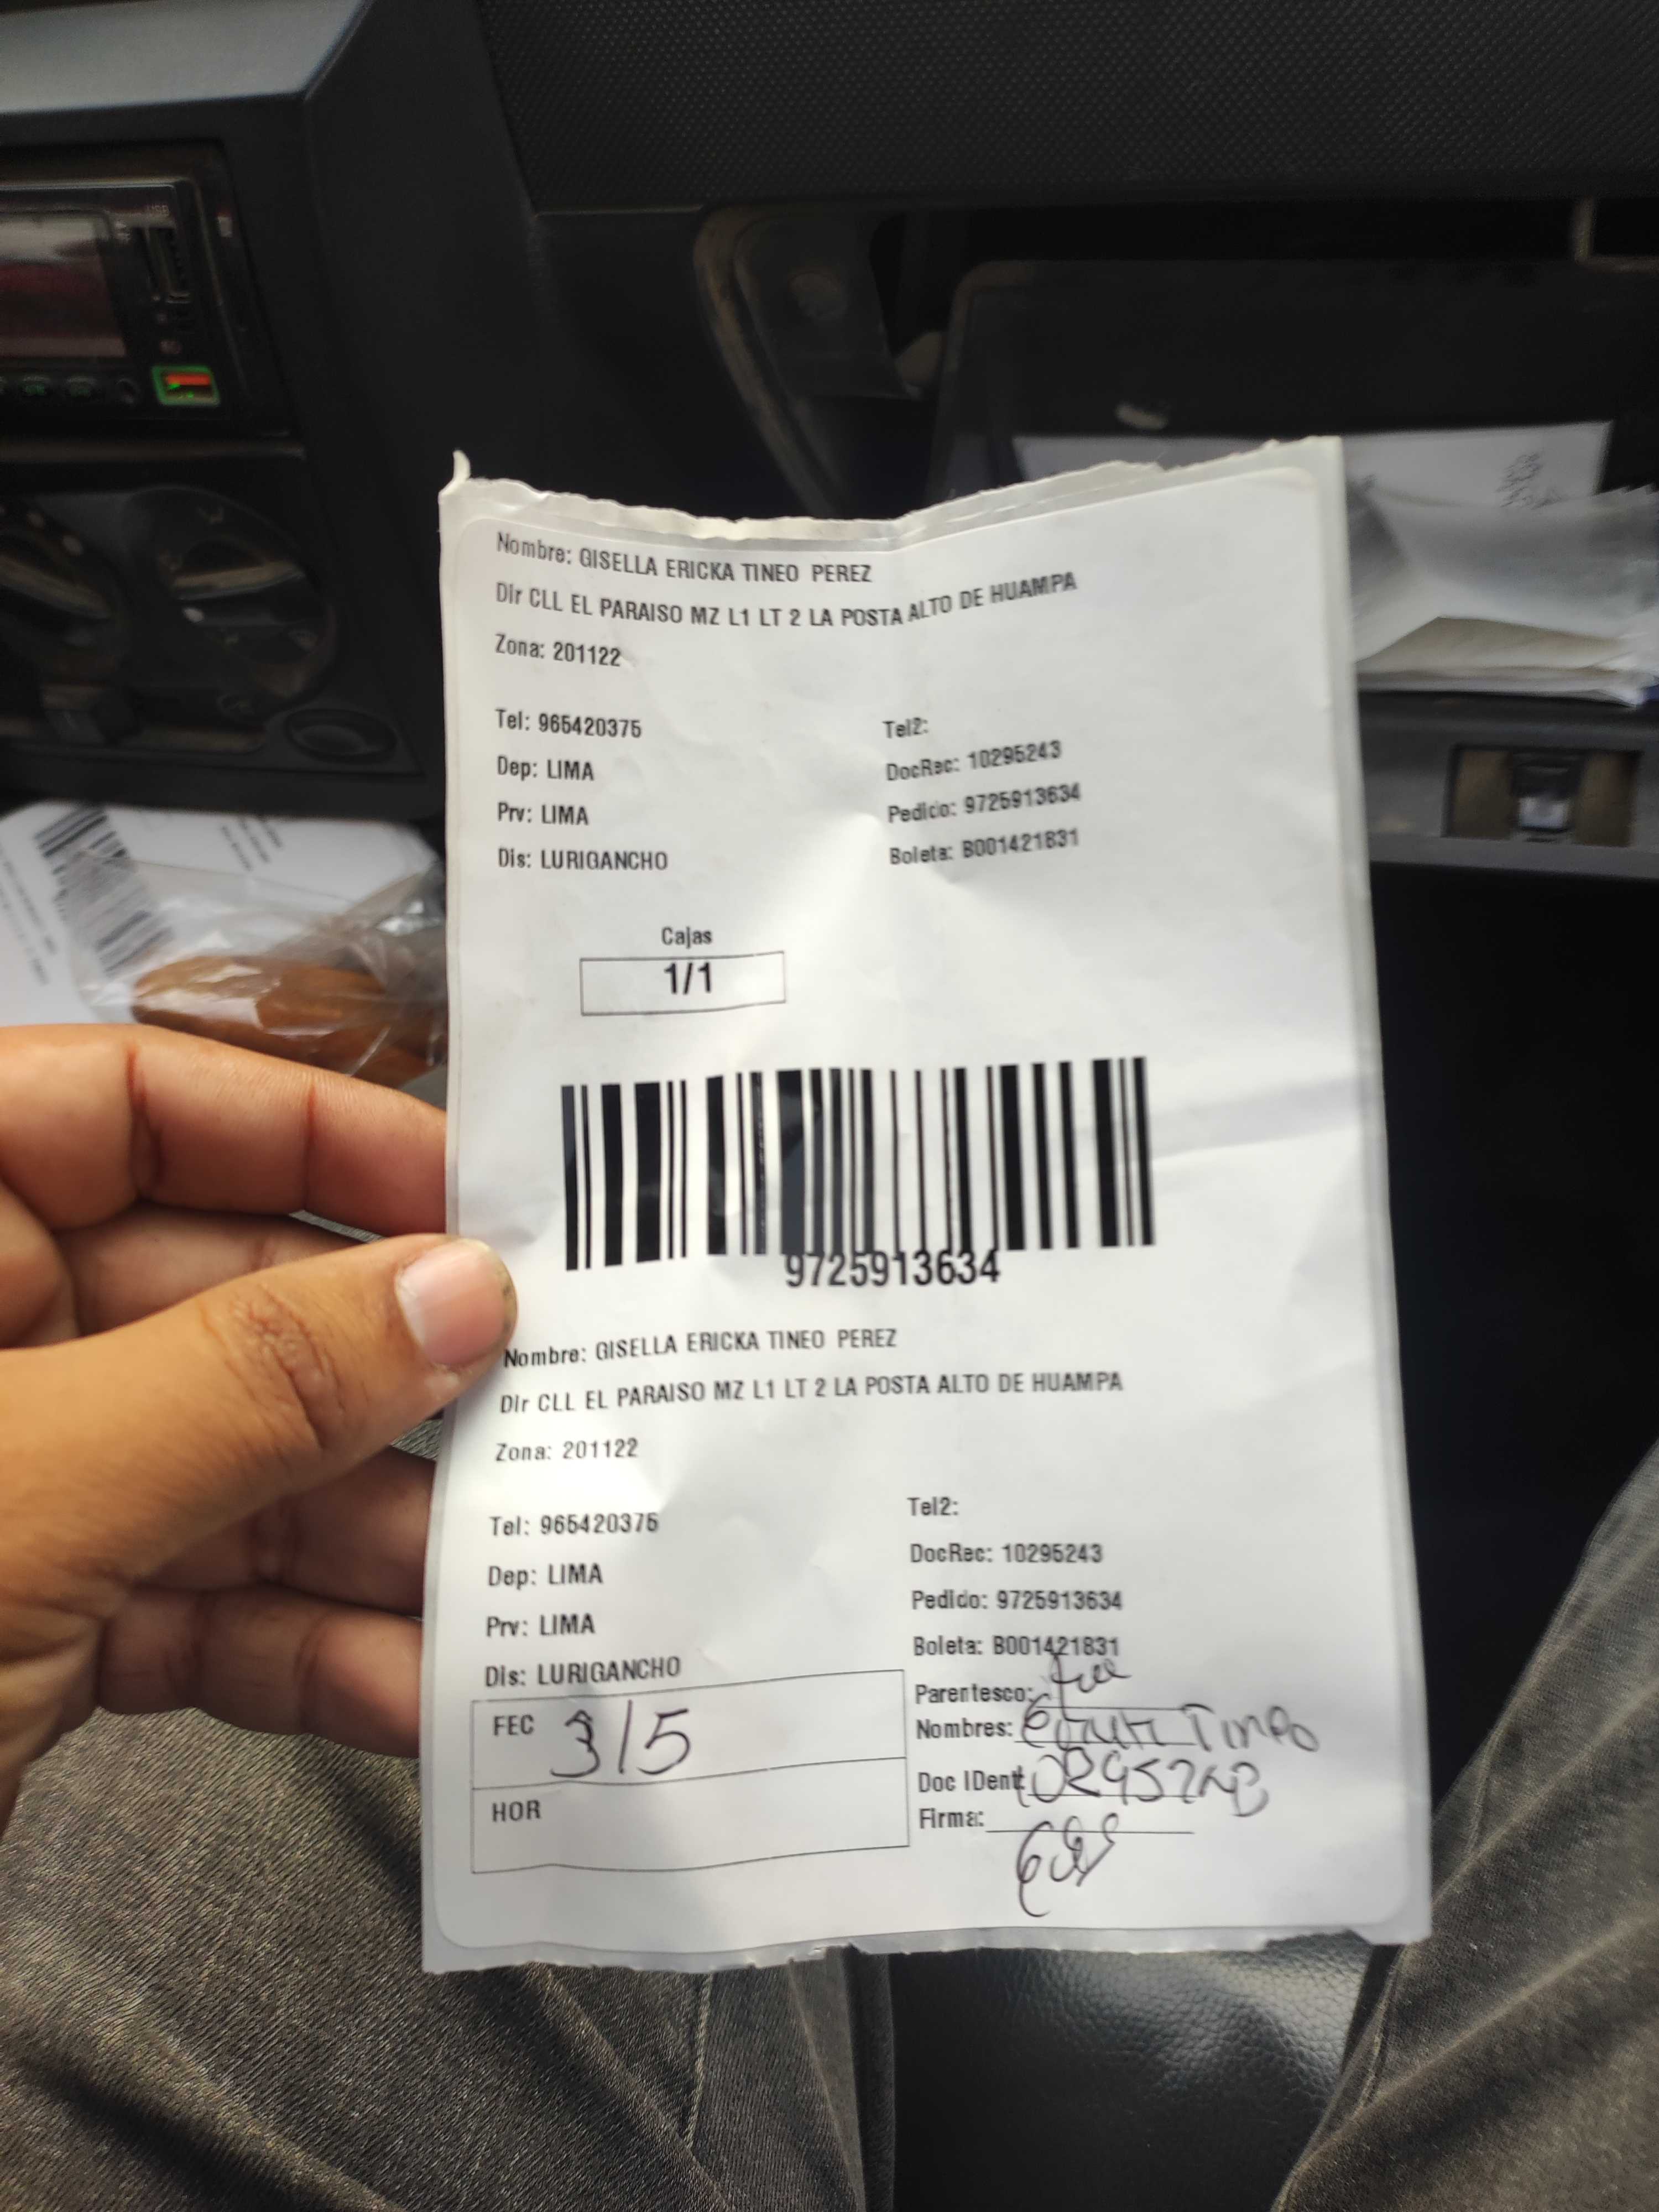 Nombre: GISELLA ERICKA TINEO PEREZ
Dir CLL EL PARAISO MZ L1 LT 2 LA POSTA ALTO DE HUAMPA
Zona: 201122
Tel: 965420375
Tel2:
Dep: LIMA
DocRec: 10295243
Prv: LIMA
Pedido: 9725913634
Dis: LURIGANCHO
Boleta: B001421831
Cajas
1/1
9725913634
Nombre: GISELLA ERICKA TINEO PEREZ
Dir CLL EL PARAISO MZ L1 LT 2 LA POSTA ALTO DE HUAMPA
Zona: 201122
Tel: 965420375
Tel2:
Dep: LIMA
DocRec: 10295243
Prv: LIMA
Pedido: 9725913634
Dis: LURIGANCHO
Boleta: B001421831
Parentesco:
FEC 3/5
Nombres: Tineo
Doc IDenti
HOR
Firma: